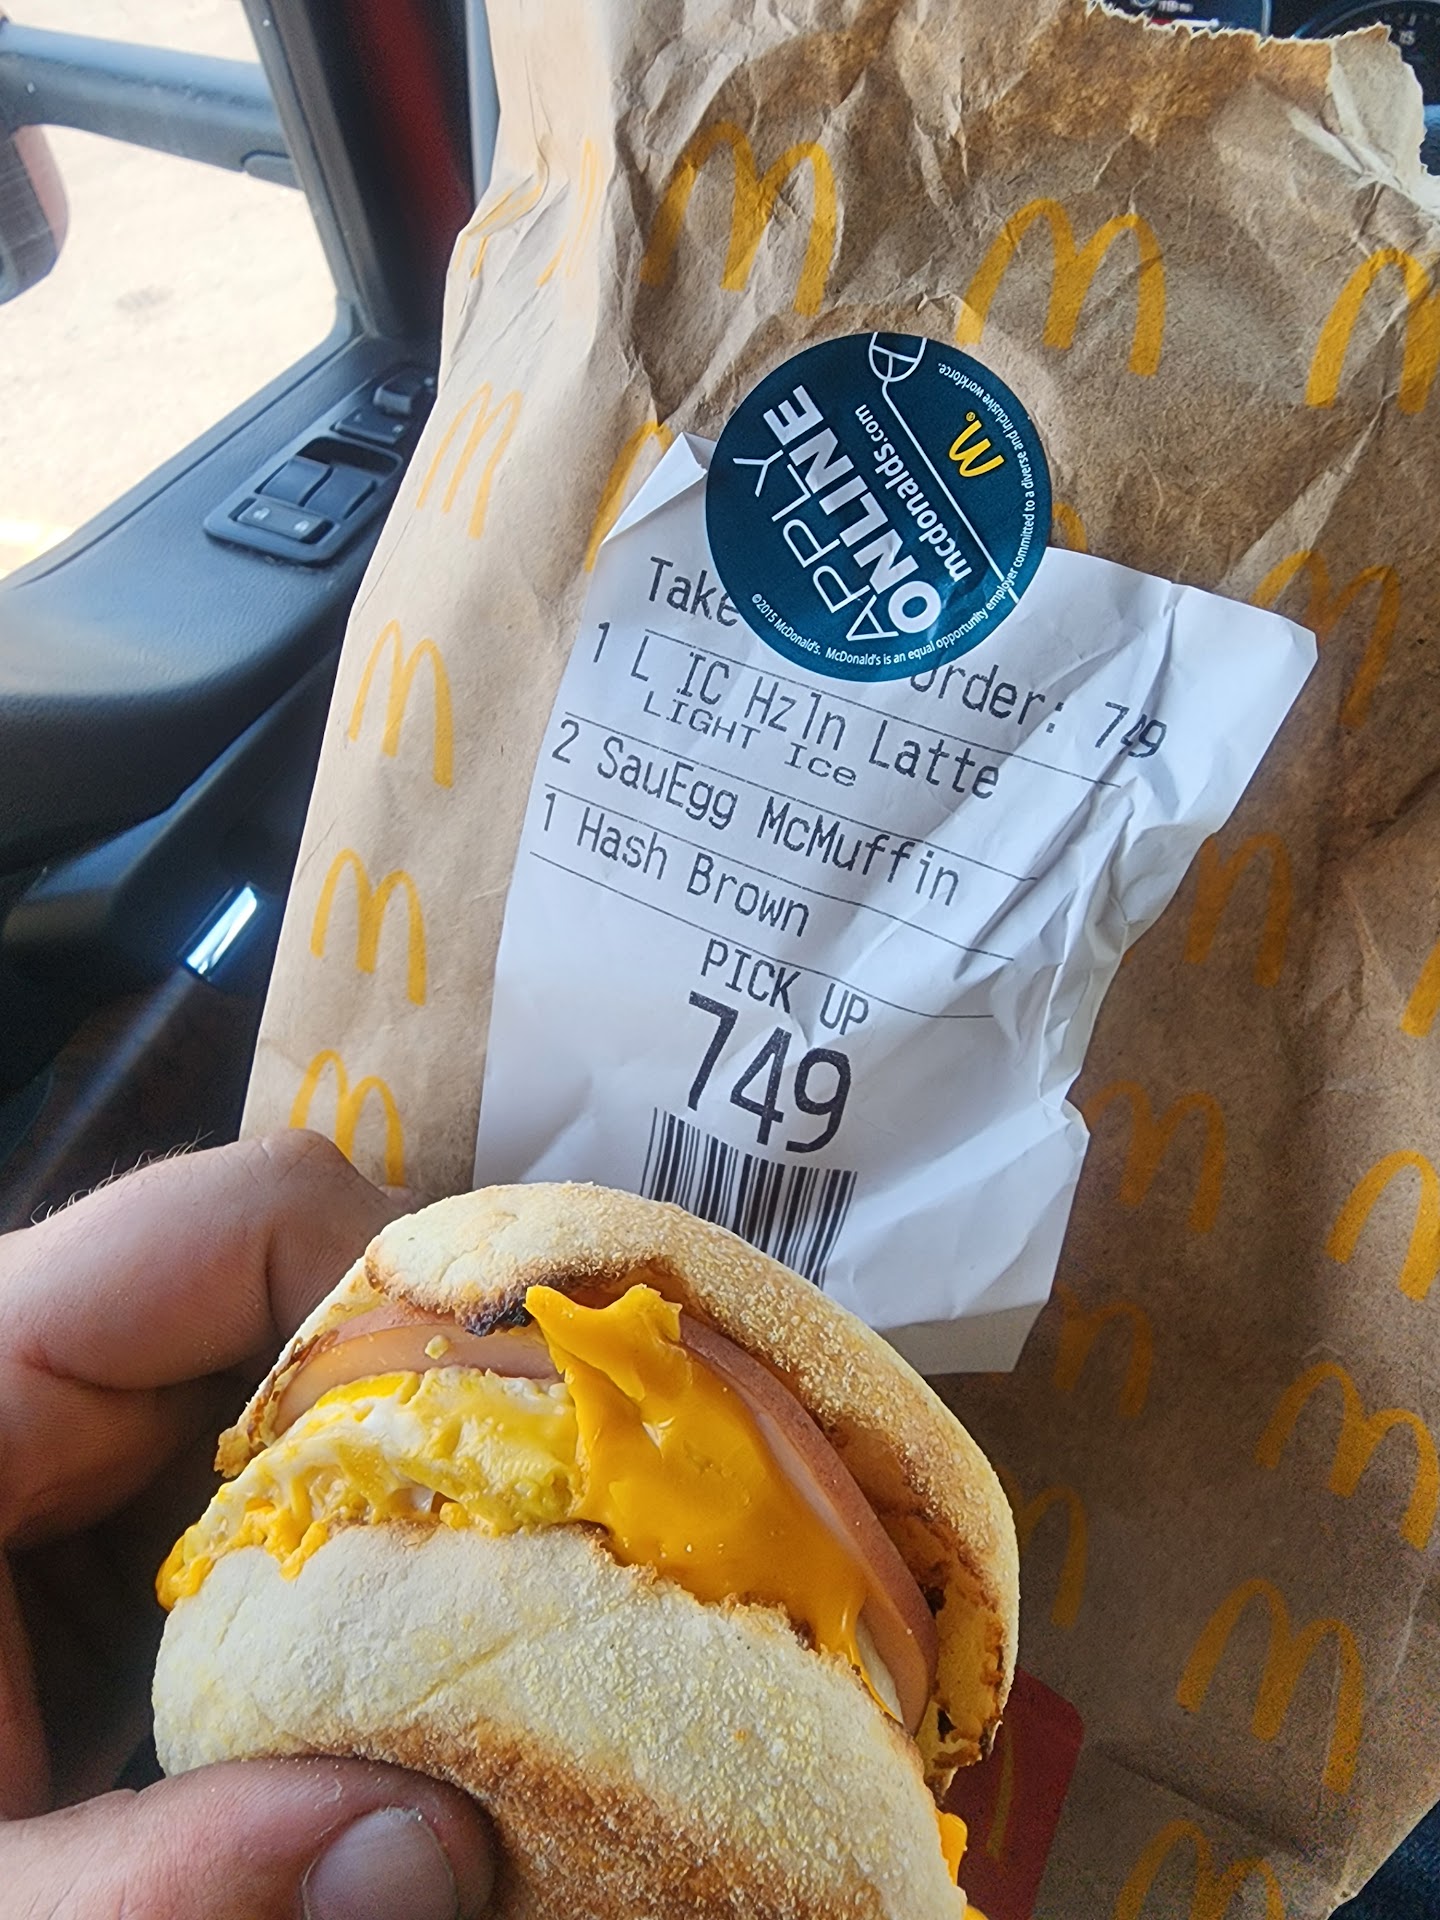 APPLY
ONLINE
mcdonalds.com
©2015 McDonald's. McDonald's is an equal opportunity employer committed to a diverse and inclusive workforce.
Take order: 749
1 L IC Hzln Latte
LIGHT Ice
2 SauEgg McMuffin
1 Hash Brown
PICK UP
749